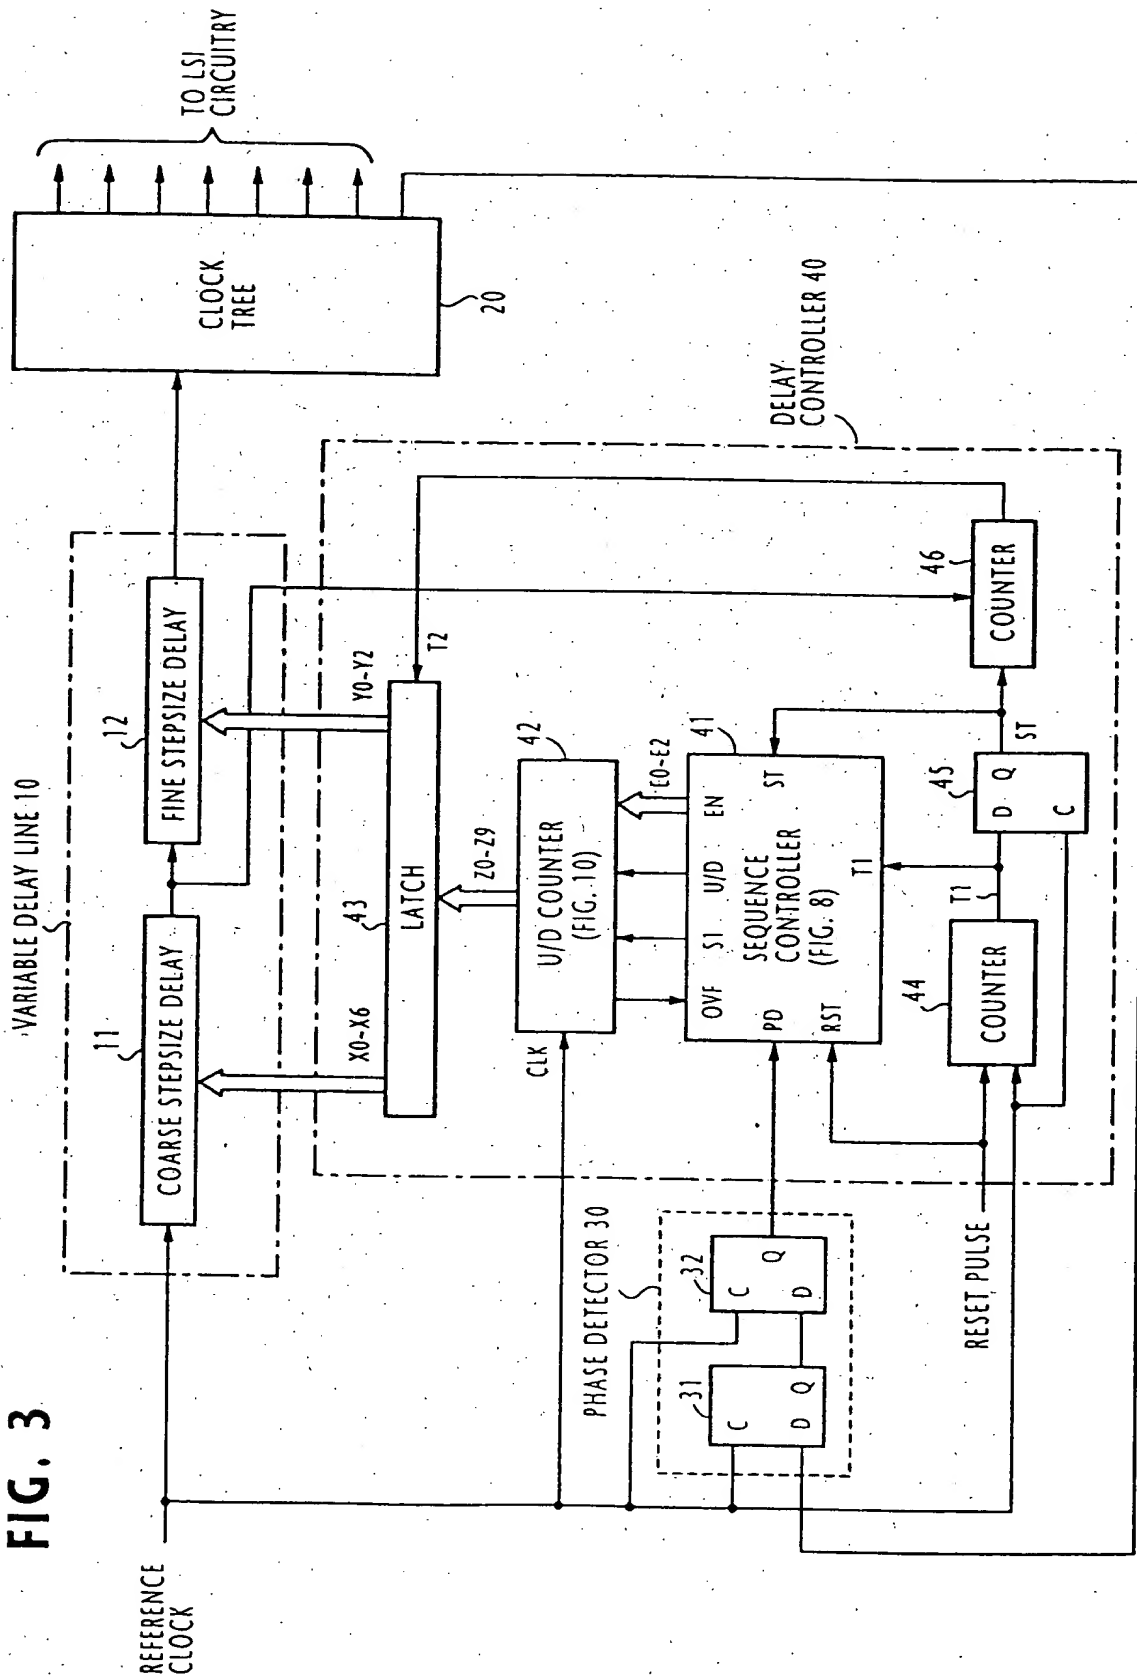 FIG. 3
REFERENCE
CLOCK
VARIABLE DELAY LINE 10
11
COARSE STEPSIZE DELAY
12
FINE STEPSIZE DELAY
CLOCK
TREE
20
TO LSI
CIRCUITRY
X0~X6
Y0~Y2
43
LATCH
T2
Z0~Z9
CLK
42
U/D COUNTER
(FIG. 10)
E0~E2
41
OVF
S1
U/D
EN
PD
SEQUENCE
CONTROLLER
(FIG. 8)
ST
RST
T1
DELAY
CONTROLLER 40
PHASE DETECTOR 30
31
C
D
Q
32
C
D
Q
RESET PULSE
44
COUNTER
T1
45
D
Q
C
ST
46
COUNTER